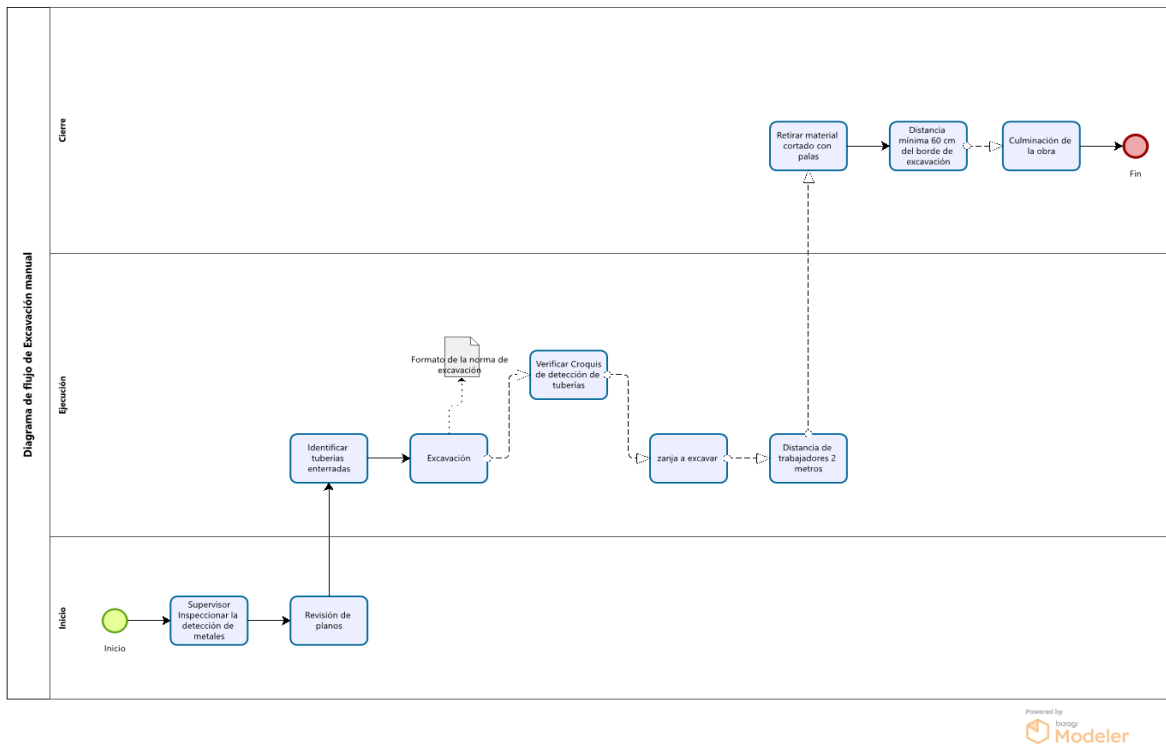 Diagrama de flujo de Excavación manual
Cierre
Retirar material
cortado con
palas
Distancia
mínima 60 cm
del borde de
excavación
Culminación de
la obra
Fin
Ejecución
Formato de la norma de
excavación
Verificar Croquis
de detección de
tuberías
Identificar
tuberias
enterradas
Excavación
zanja a excavar
Distancia de
trabajadores 2
metros
Inicio
Inicio
Supervisor
Inspeccionar la
detección de
metales
Revisión de
planos
Powered by
bizagi
Modeler